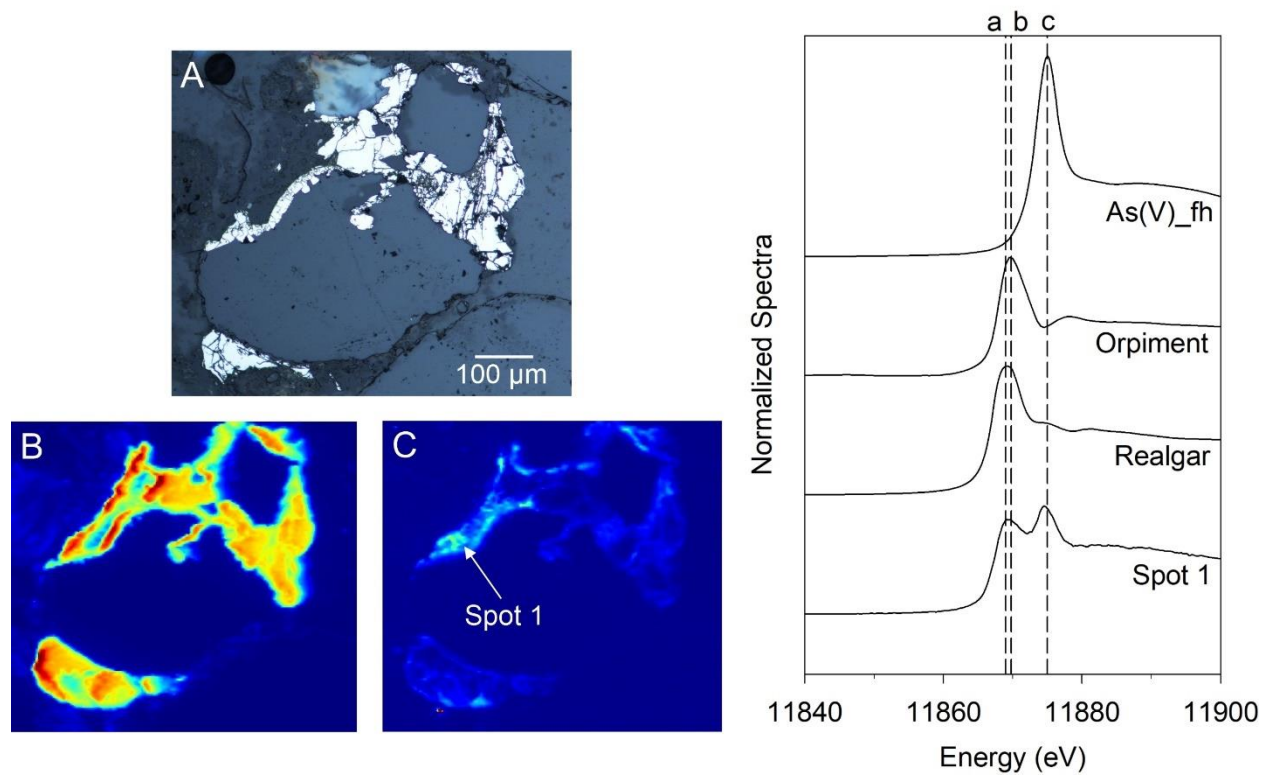 A
100 µm
B
C
Spot 1
a b c
As(V)_fh
Orpiment
Realgar
Spot 1
Normalized Spectra
11840 11860 11880 11900
Energy (eV)